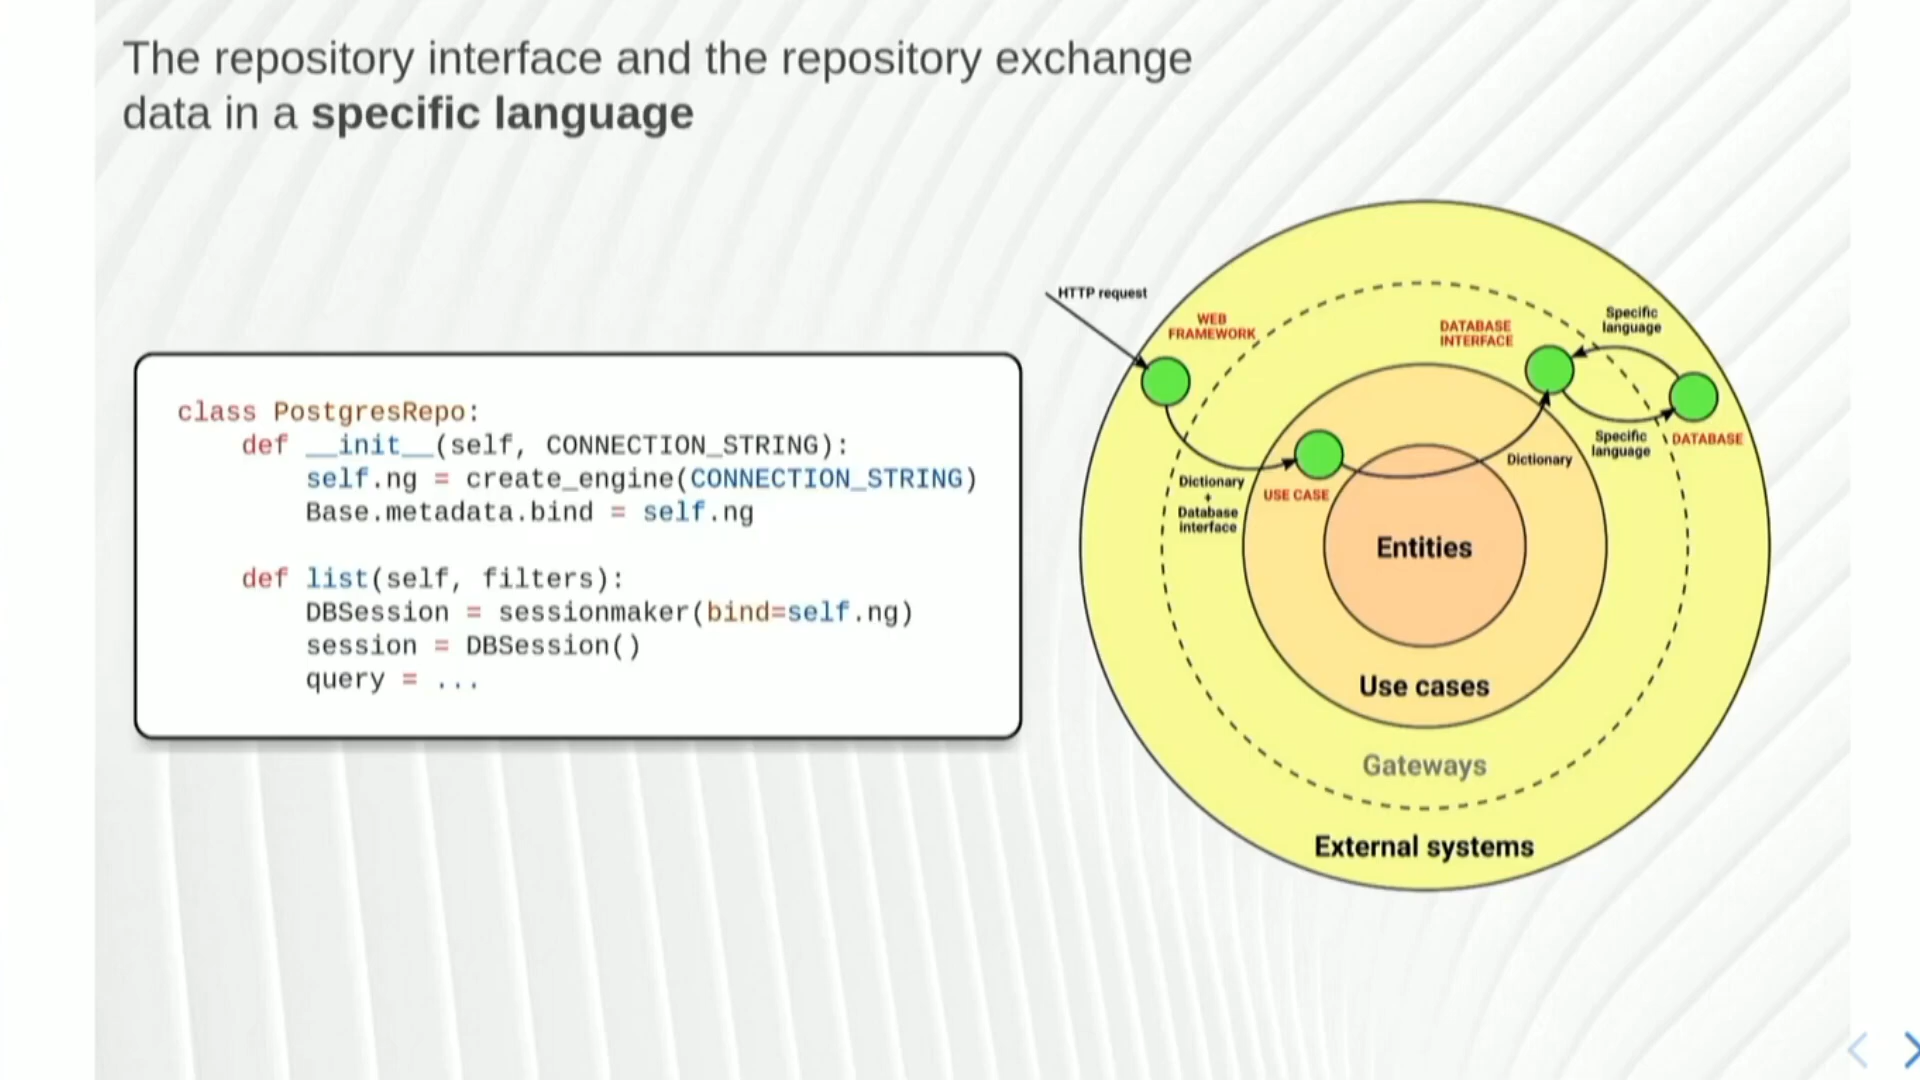 The repository interface and the repository exchange
data in a specific language
class PostgresRepo:
def __init__(self, CONNECTION_STRING):
self.ng = create_engine(CONNECTION_STRING)
Base.metadata.bind = self.ng
def list(self, filters):
DBSession = sessionmaker(bind=self.ng)
session = DBSession()
query = ...
HTTP request
WEB
FRAMEWORK
DATABASE
INTERFACE
Specific
language
Specific
language
DATABASE
Dictionary
Dictionary
+
Database
interface
USE CASE
Entities
Use cases
Gateways
External systems